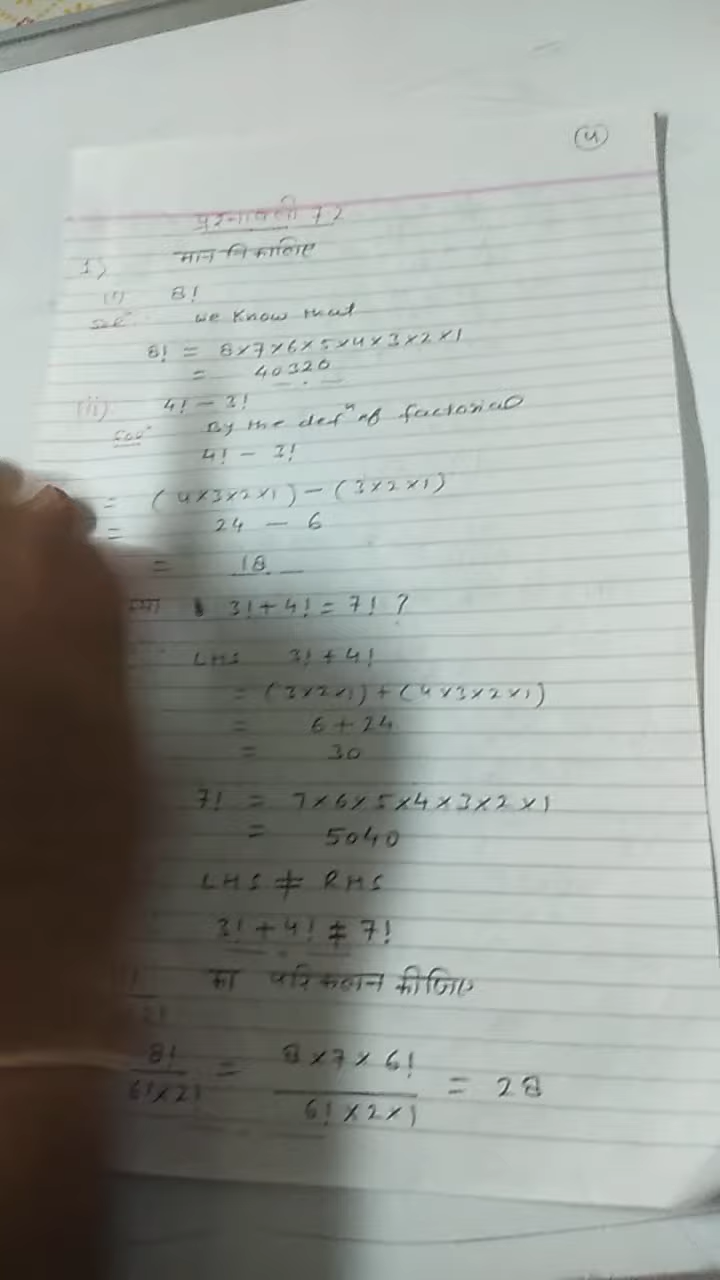 4
प्रश्नावली 7.2
1) मान निकालिए
(i) 8!
Solⁿ we know that
8! = 8×7×6×5×4×3×2×1
= 40320
(ii) 4! – 3!
Solⁿ By the defⁿ of factorial
4! – 3!
= (4×3×2×1) – (3×2×1)
= 24 – 6
= 18
3! + 4! = 7! ?
LHS 3! + 4!
= (3×2×1) + (4×3×2×1)
= 6 + 24
= 30
7! = 7×6×5×4×3×2×1
= 5040
LHS ≠ RHS
3! + 4! ≠ 7!
का परिकलन कीजिए
8!/6!×2! = 8×7×6!/6!×2×1 = 28